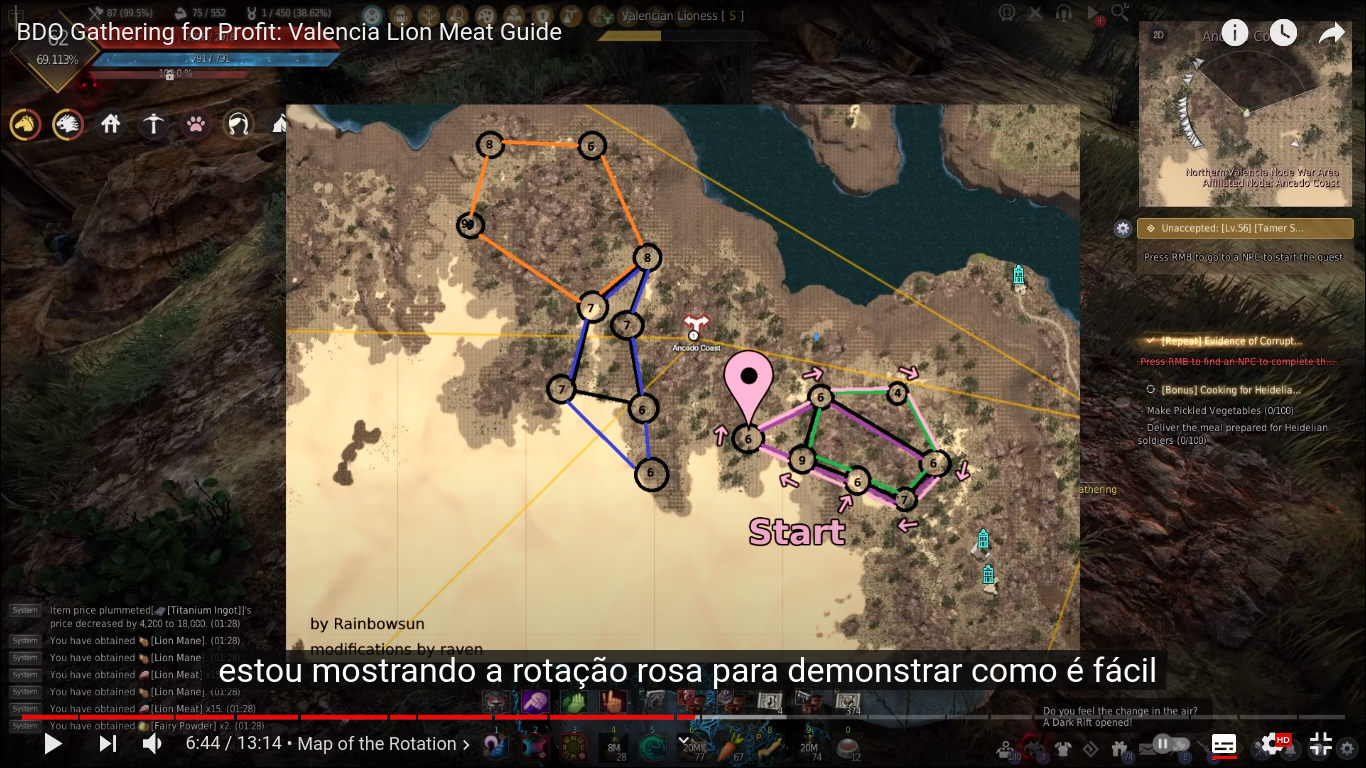 BDO Gathering for Profit: Valencia Lion Meat Guide
87 (99.5%)
75 / 552
1 / 450 (38.62%)
Valencian Lioness [ S ]
62
69.113%
791 / 791
2D
Northern Valencia Node War Area
Affiliated Node: Ancado Coast
Unaccepted: [Lv.56] [Tamer S...
Press RMB to go to a NPC to start the quest
[Repeat] Evidence of Corrupt...
Press RMB to find an NPC to complete th...
[Bonus] Cooking for Heidelia...
- Make Pickled Vegetables (0/100)
- Deliver the meal prepared for Heidelian
soldiers (0/100)
8
6
8
7
7
Ancado Coast
7
6
6
6
6
4
9
6
6
7
Start
by Rainbowsun
modifications by raven
System
Item price plummeted[ [Titanium Ingot]]'s
price decreased by 4,200 to 18,000. (01:28)
System
You have obtained [Lion Mane]. (01:28)
System
You have obtained [Lion Mane
System
You have obtained [Lion Meat
System
You have obtained [Lion Mane]. (01:28)
System
You have obtained [Lion Meat] x15. (01:28)
System
You have obtained [Fairy Powder] x2. (01:28)
estou mostrando a rotação rosa para demonstrar como é fácil
Do you feel the change in the air?
A Dark Rift opened!
6:44 / 13:14 • Map of the Rotation
8M
20M
77
67
20M
74
12
374
HD